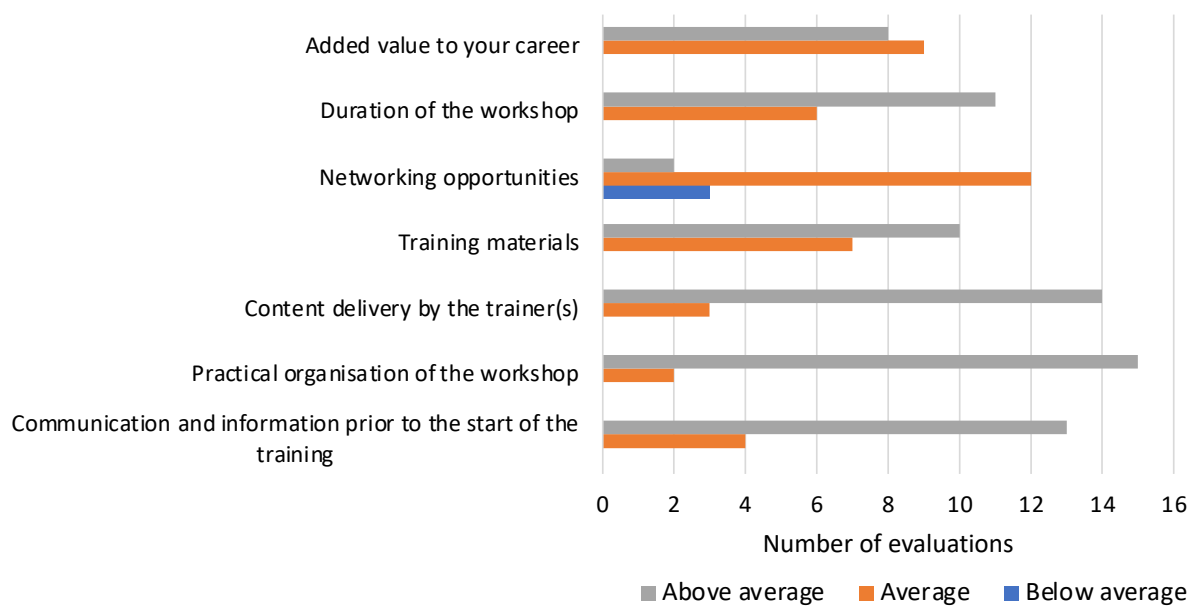 Added value to your career
Duration of the workshop
Networking opportunities
Training materials
Content delivery by the trainer(s)
Practical organisation of the workshop
Communication and information prior to the start of the
training
0 2 4 6 8 10 12 14 16
Number of evaluations
Above average Average Below average